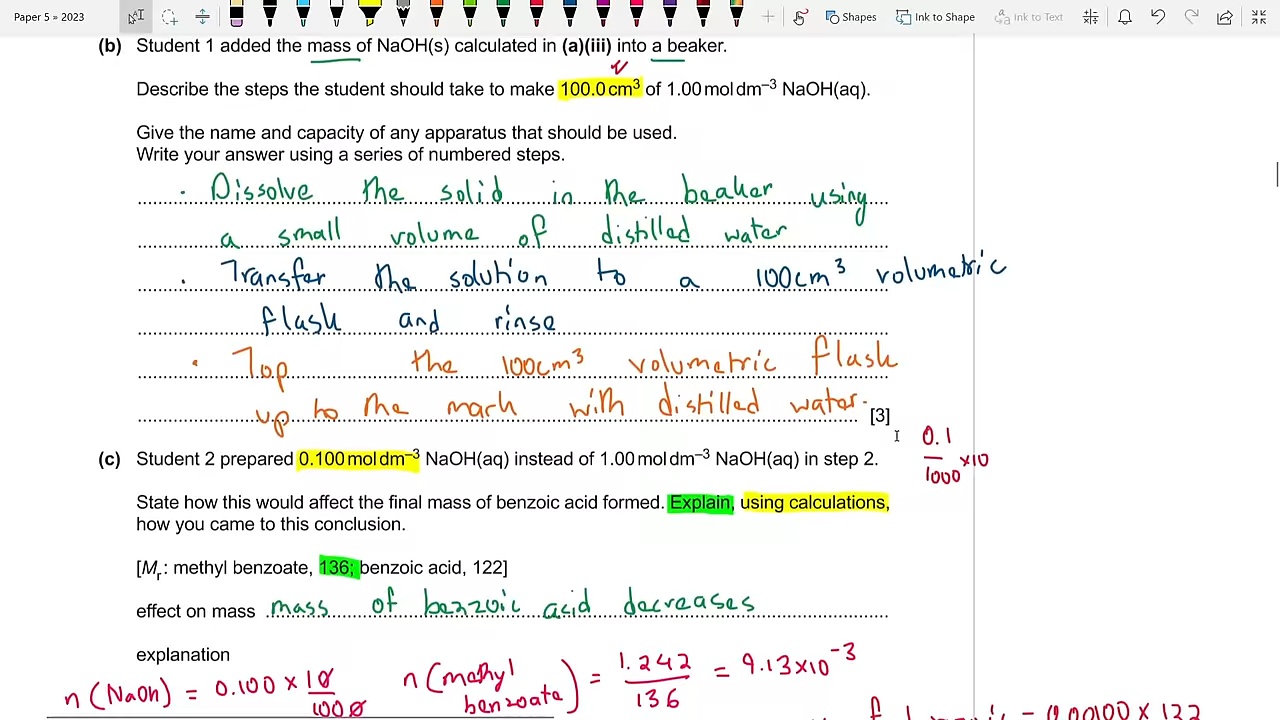 Paper 5 » 2023
Shapes
Ink to Shape
Ink to Text
(b) Student 1 added the mass of NaOH(s) calculated in (a)(iii) into a beaker.
Describe the steps the student should take to make 100.0 cm³ of 1.00 mol dm⁻³ NaOH(aq).
Give the name and capacity of any apparatus that should be used.
Write your answer using a series of numbered steps.
· Dissolve the solid in the beaker using
a small volume of distilled water
· Transfer the solution to a 100cm³ volumetric
flask and rinse
· Top the 100cm³ volumetric flask
up to the mark with distilled water. [3]
0.1
1000 ×10
(c) Student 2 prepared 0.100 mol dm⁻³ NaOH(aq) instead of 1.00 mol dm⁻³ NaOH(aq) in step 2.
State how this would affect the final mass of benzoic acid formed. Explain, using calculations,
how you came to this conclusion.
[Mr: methyl benzoate, 136; benzoic acid, 122]
effect on mass mass of benzoic acid decreases
explanation
n (NaOH) = 0.100 × 10/1000 n (methyl benzoate) = 1.242/136 = 9.13×10⁻³
= 0.00100 × 122